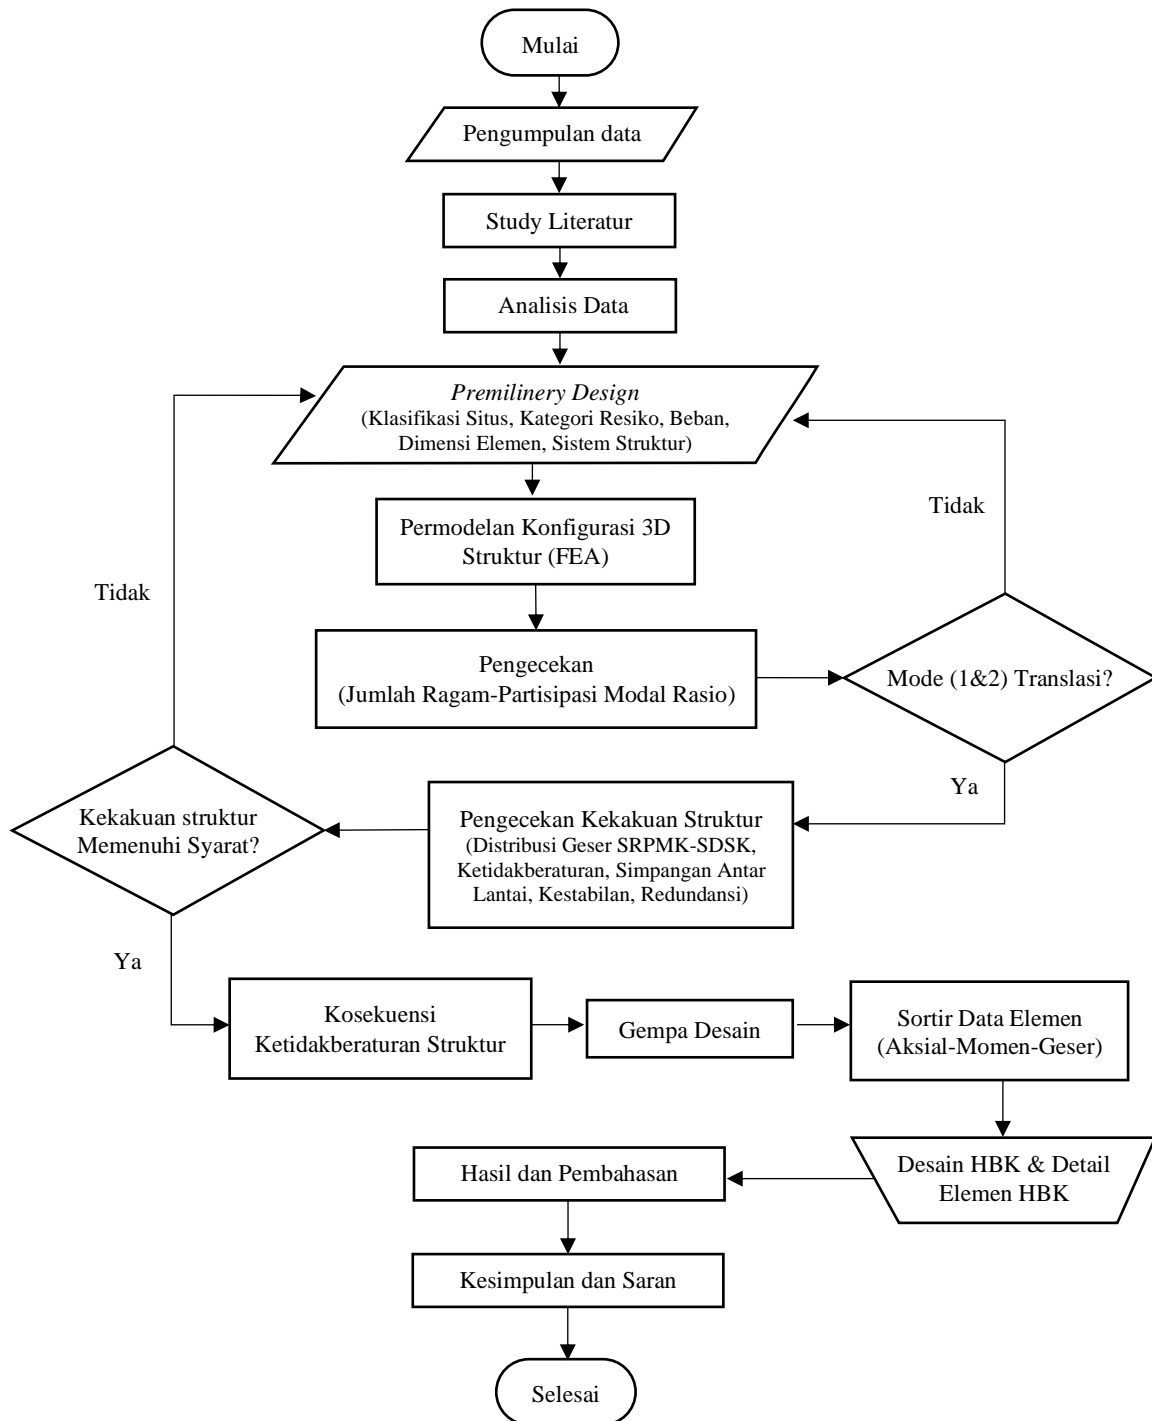 Mulai
Pengumpulan data
Study Literatur
Analisis Data
Premilinery Design
(Klasifikasi Situs, Kategori Resiko, Beban,
Dimensi Elemen, Sistem Struktur)
Permodelan Konfigurasi 3D
Struktur (FEA)
Tidak
Tidak
Pengecekan
(Jumlah Ragam-Partisipasi Modal Rasio)
Mode (1&2) Translasi?
Ya
Pengecekan Kekakuan Struktur
(Distribusi Geser SRPMK-SDSK,
Ketidakberaturan, Simpangan Antar
Lantai, Kestabilan, Redundansi)
Kekakuan struktur
Memenuhi Syarat?
Ya
Kosekuensi
Ketidakberaturan Struktur
Gempa Desain
Sortir Data Elemen
(Aksial-Momen-Geser)
Desain HBK & Detail
Elemen HBK
Hasil dan Pembahasan
Kesimpulan dan Saran
Selesai